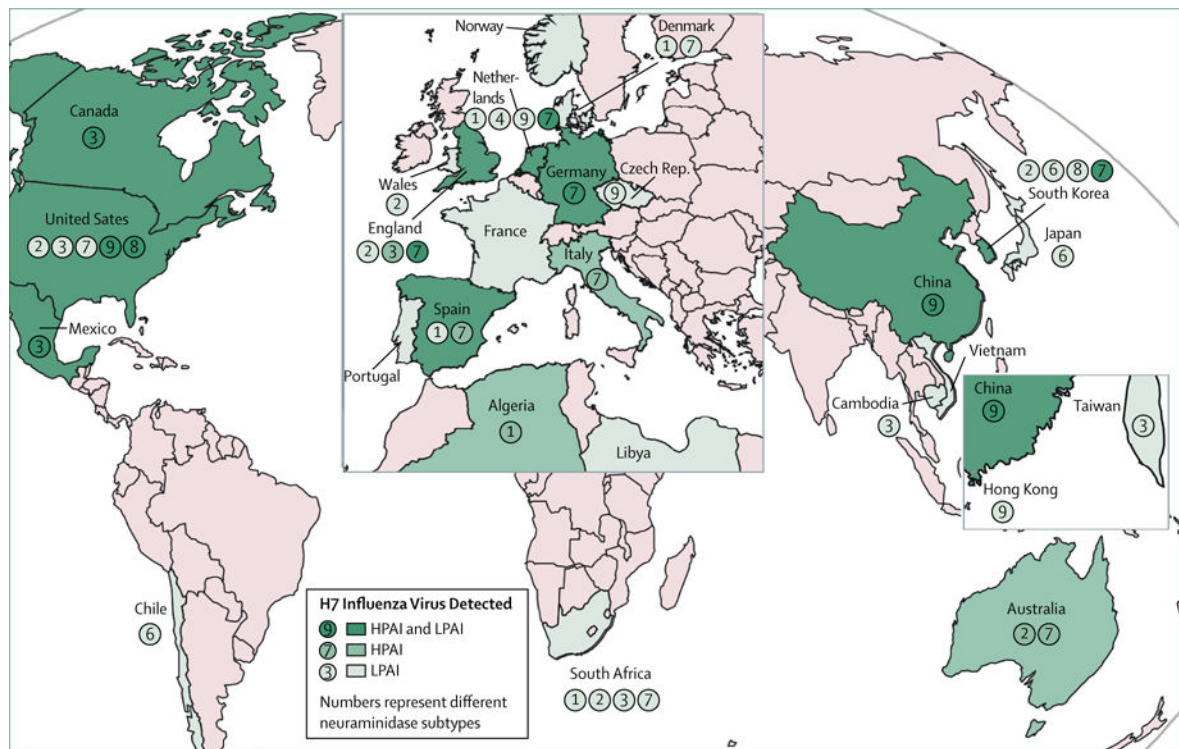 Norway
Denmark
1 7
Nether-
lands
1 4 9 7
Canada
3
Wales
2
Germany
7
Czech Rep.
9
2 6 8 7
South Korea
Japan
6
United Sates
2 3 7 9 8
England
2 3 7
France
Italy
7
China
9
Mexico
3
Spain
1 7
Portugal
Vietnam
Cambodia
3
Algeria
1
Libya
China
9
Taiwan
3
Hong Kong
9
Chile
6
H7 Influenza Virus Detected
9 HPAI and LPAI
7 HPAI
3 LPAI
Numbers represent different
neuraminidase subtypes
South Africa
1 2 3 7
Australia
2 7